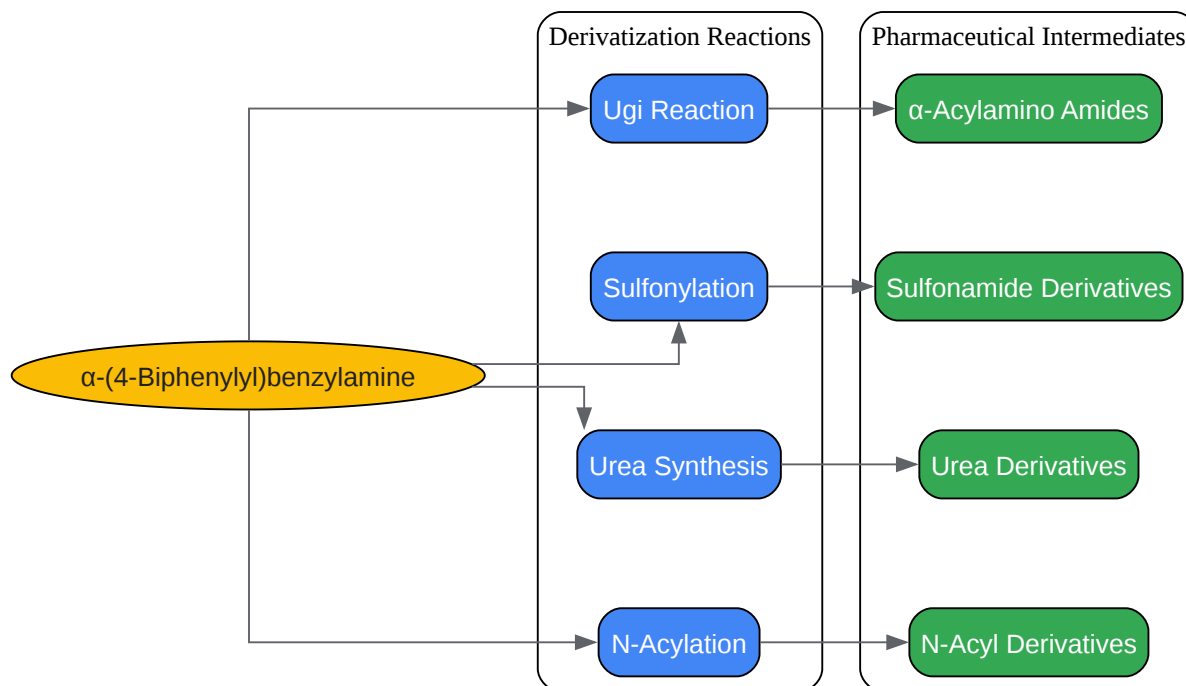 Derivatization Reactions
Pharmaceutical Intermediates
Ugi Reaction
α-Acylamino Amides
Sulfonylation
Sulfonamide Derivatives
α-(4-Biphenylyl)benzylamine
Urea Synthesis
Urea Derivatives
N-Acylation
N-Acyl Derivatives